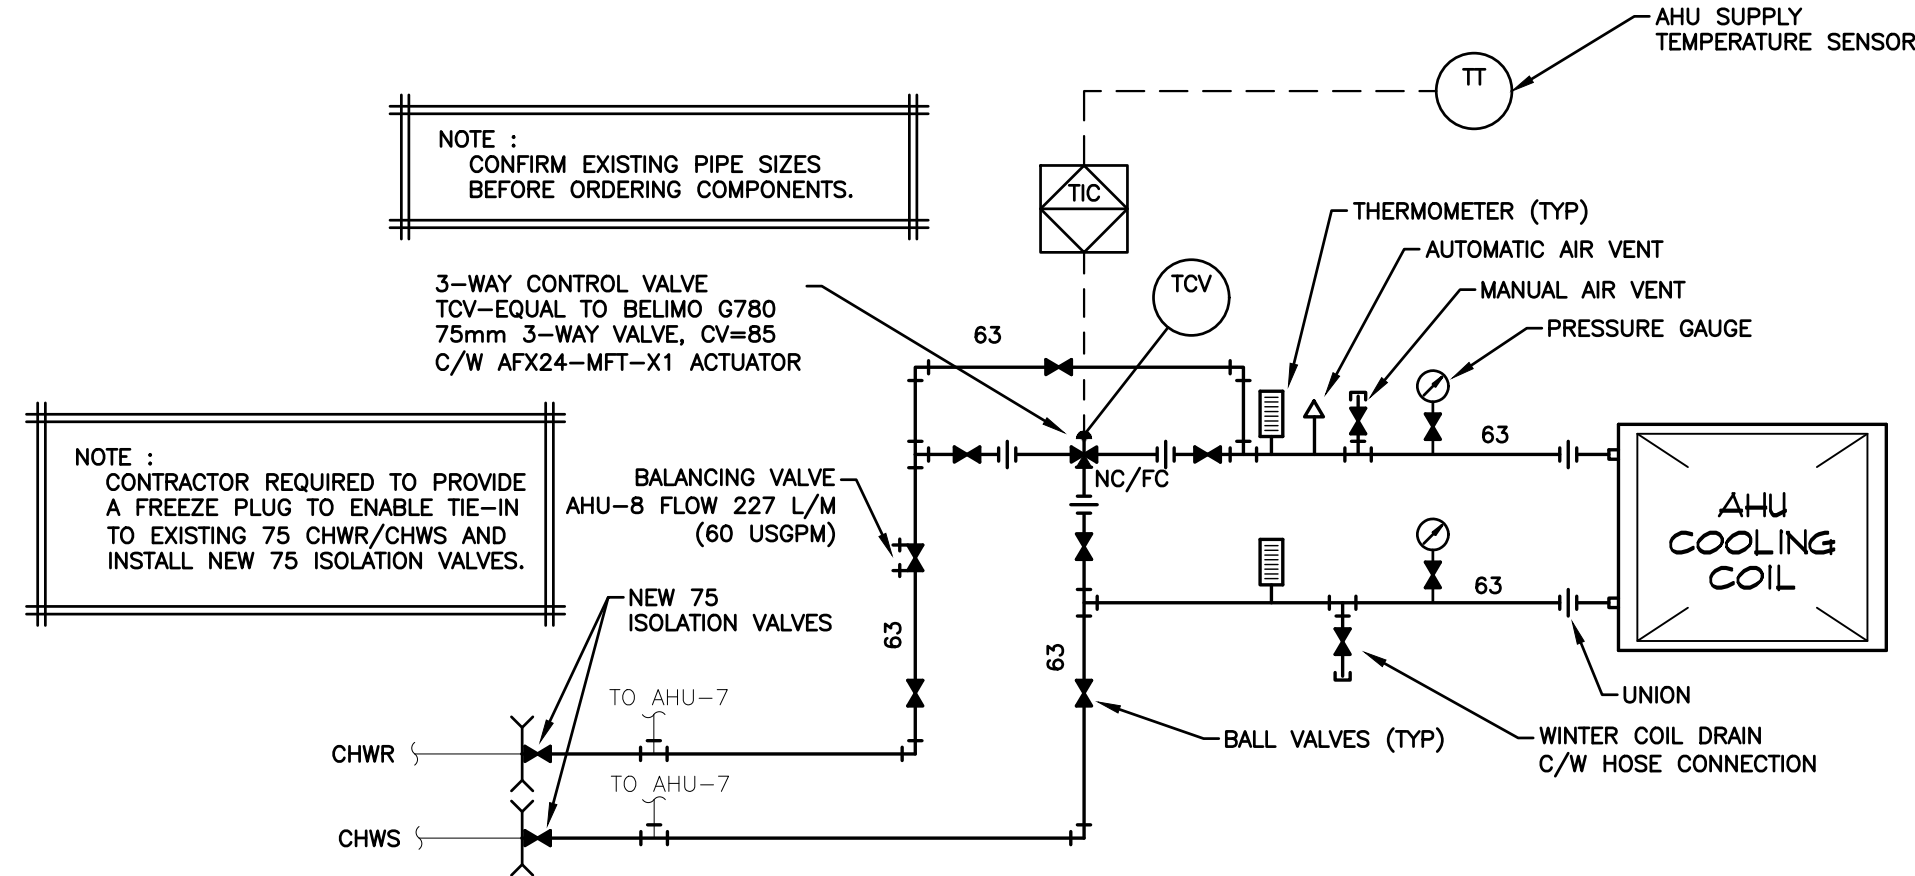 AHU SUPPLY
TEMPERATURE SENSOR
TT
NOTE :
CONFIRM EXISTING PIPE SIZES
BEFORE ORDERING COMPONENTS.
TIC
THERMOMETER (TYP)
AUTOMATIC AIR VENT
MANUAL AIR VENT
PRESSURE GAUGE
3-WAY CONTROL VALVE
TCV-EQUAL TO BELIMO G780
75mm 3-WAY VALVE, CV=85
C/W AFX24-MFT-X1 ACTUATOR
TCV
63
63
NOTE :
CONTRACTOR REQUIRED TO PROVIDE
A FREEZE PLUG TO ENABLE TIE-IN
TO EXISTING 75 CHWR/CHWS AND
INSTALL NEW 75 ISOLATION VALVES.
BALANCING VALVE
AHU-8 FLOW 227 L/M
(60 USGPM)
NC/FC
AHU
COOLING
COIL
63
NEW 75
ISOLATION VALVES
63
63
TO AHU-7
UNION
BALL VALVES (TYP)
WINTER COIL DRAIN
C/W HOSE CONNECTION
CHWR
TO AHU-7
CHWS